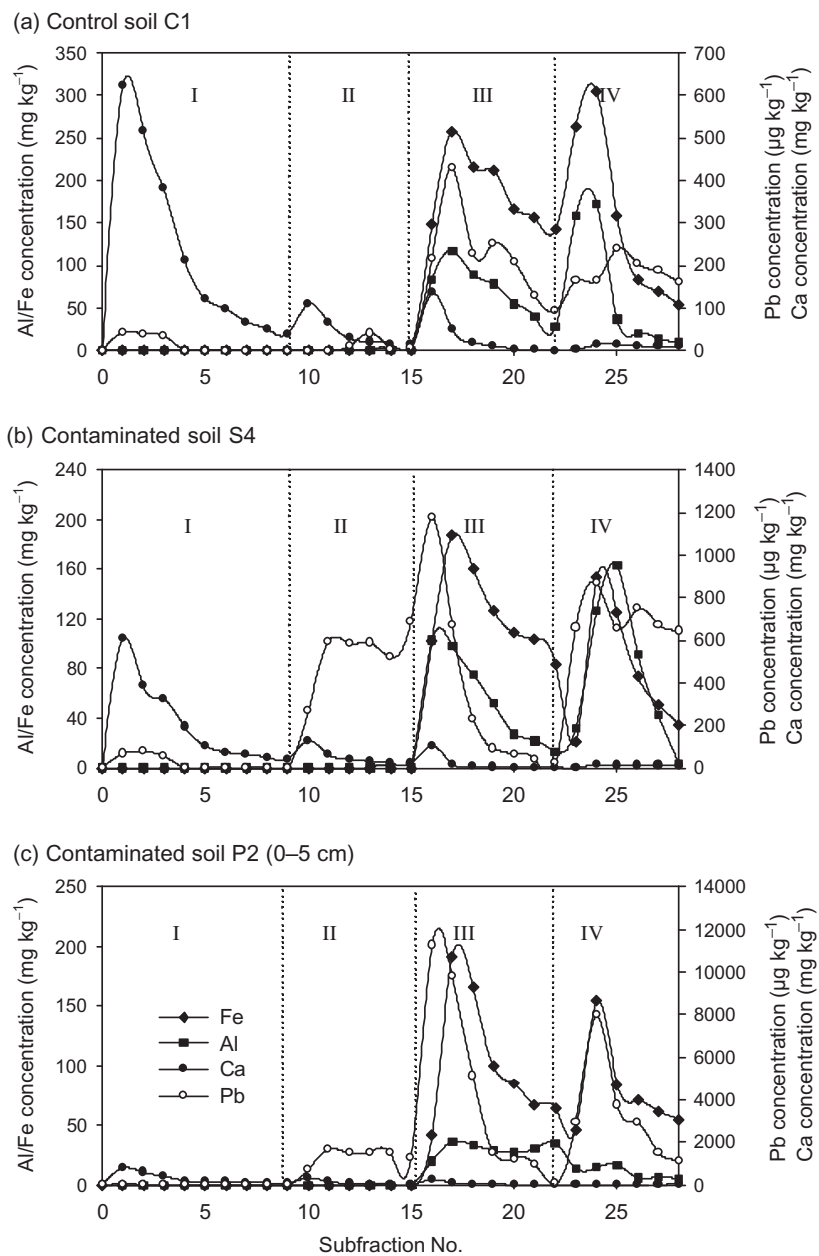 (a) Control soil C1
350
300
250
200
150
100
50
0
Al/Fe concentration (mg kg⁻¹)
I
II
III
IV
700
600
500
400
300
200
100
0
Pb concentration (µg kg⁻¹)
Ca concentration (mg kg⁻¹)
0 5 10 15 20 25
(b) Contaminated soil S4
240
200
160
120
80
40
0
Al/Fe concentration (mg kg⁻¹)
I
II
III
IV
1400
1200
1000
800
600
400
200
0
Pb concentration (µg kg⁻¹)
Ca concentration (mg kg⁻¹)
0 5 10 15 20 25
(c) Contaminated soil P2 (0–5 cm)
250
200
150
100
50
0
Al/Fe concentration (mg kg⁻¹)
I
II
III
IV
Fe
Al
Ca
Pb
14000
12000
10000
8000
6000
4000
2000
0
Pb concentration (µg kg⁻¹)
Ca concentration (mg kg⁻¹)
0 5 10 15 20 25
Subfraction No.